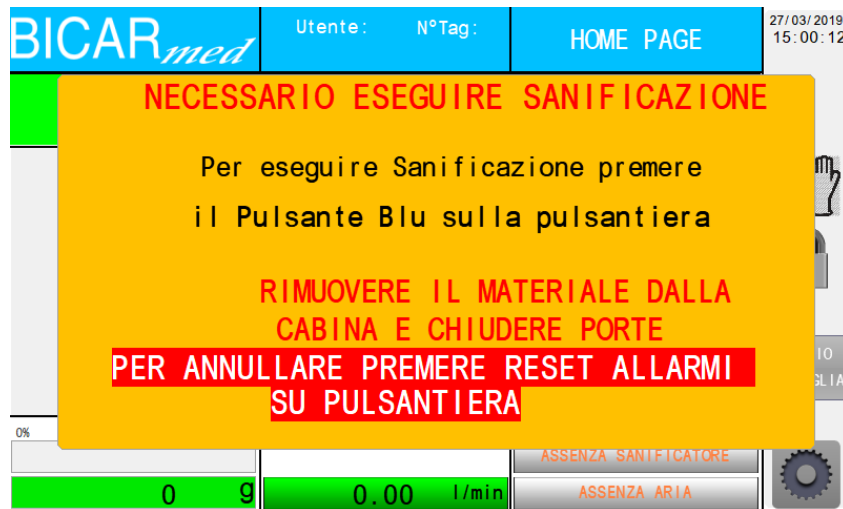 BICARmed
Utente: N°Tag:
HOME PAGE
27/03/2019
15:00:12
NECESSARIO ESEGUIRE SANIFICAZIONE
Per eseguire Sanificazione premere
il Pulsante Blu sulla pulsantiera
RIMUOVERE IL MATERIALE DALLA
CABINA E CHIUDERE PORTE
PER ANNULLARE PREMERE RESET ALLARMI
SU PULSANTIERA
0%
ASSENZA SANIFICATORE
0 g
0.00 l/min
ASSENZA ARIA